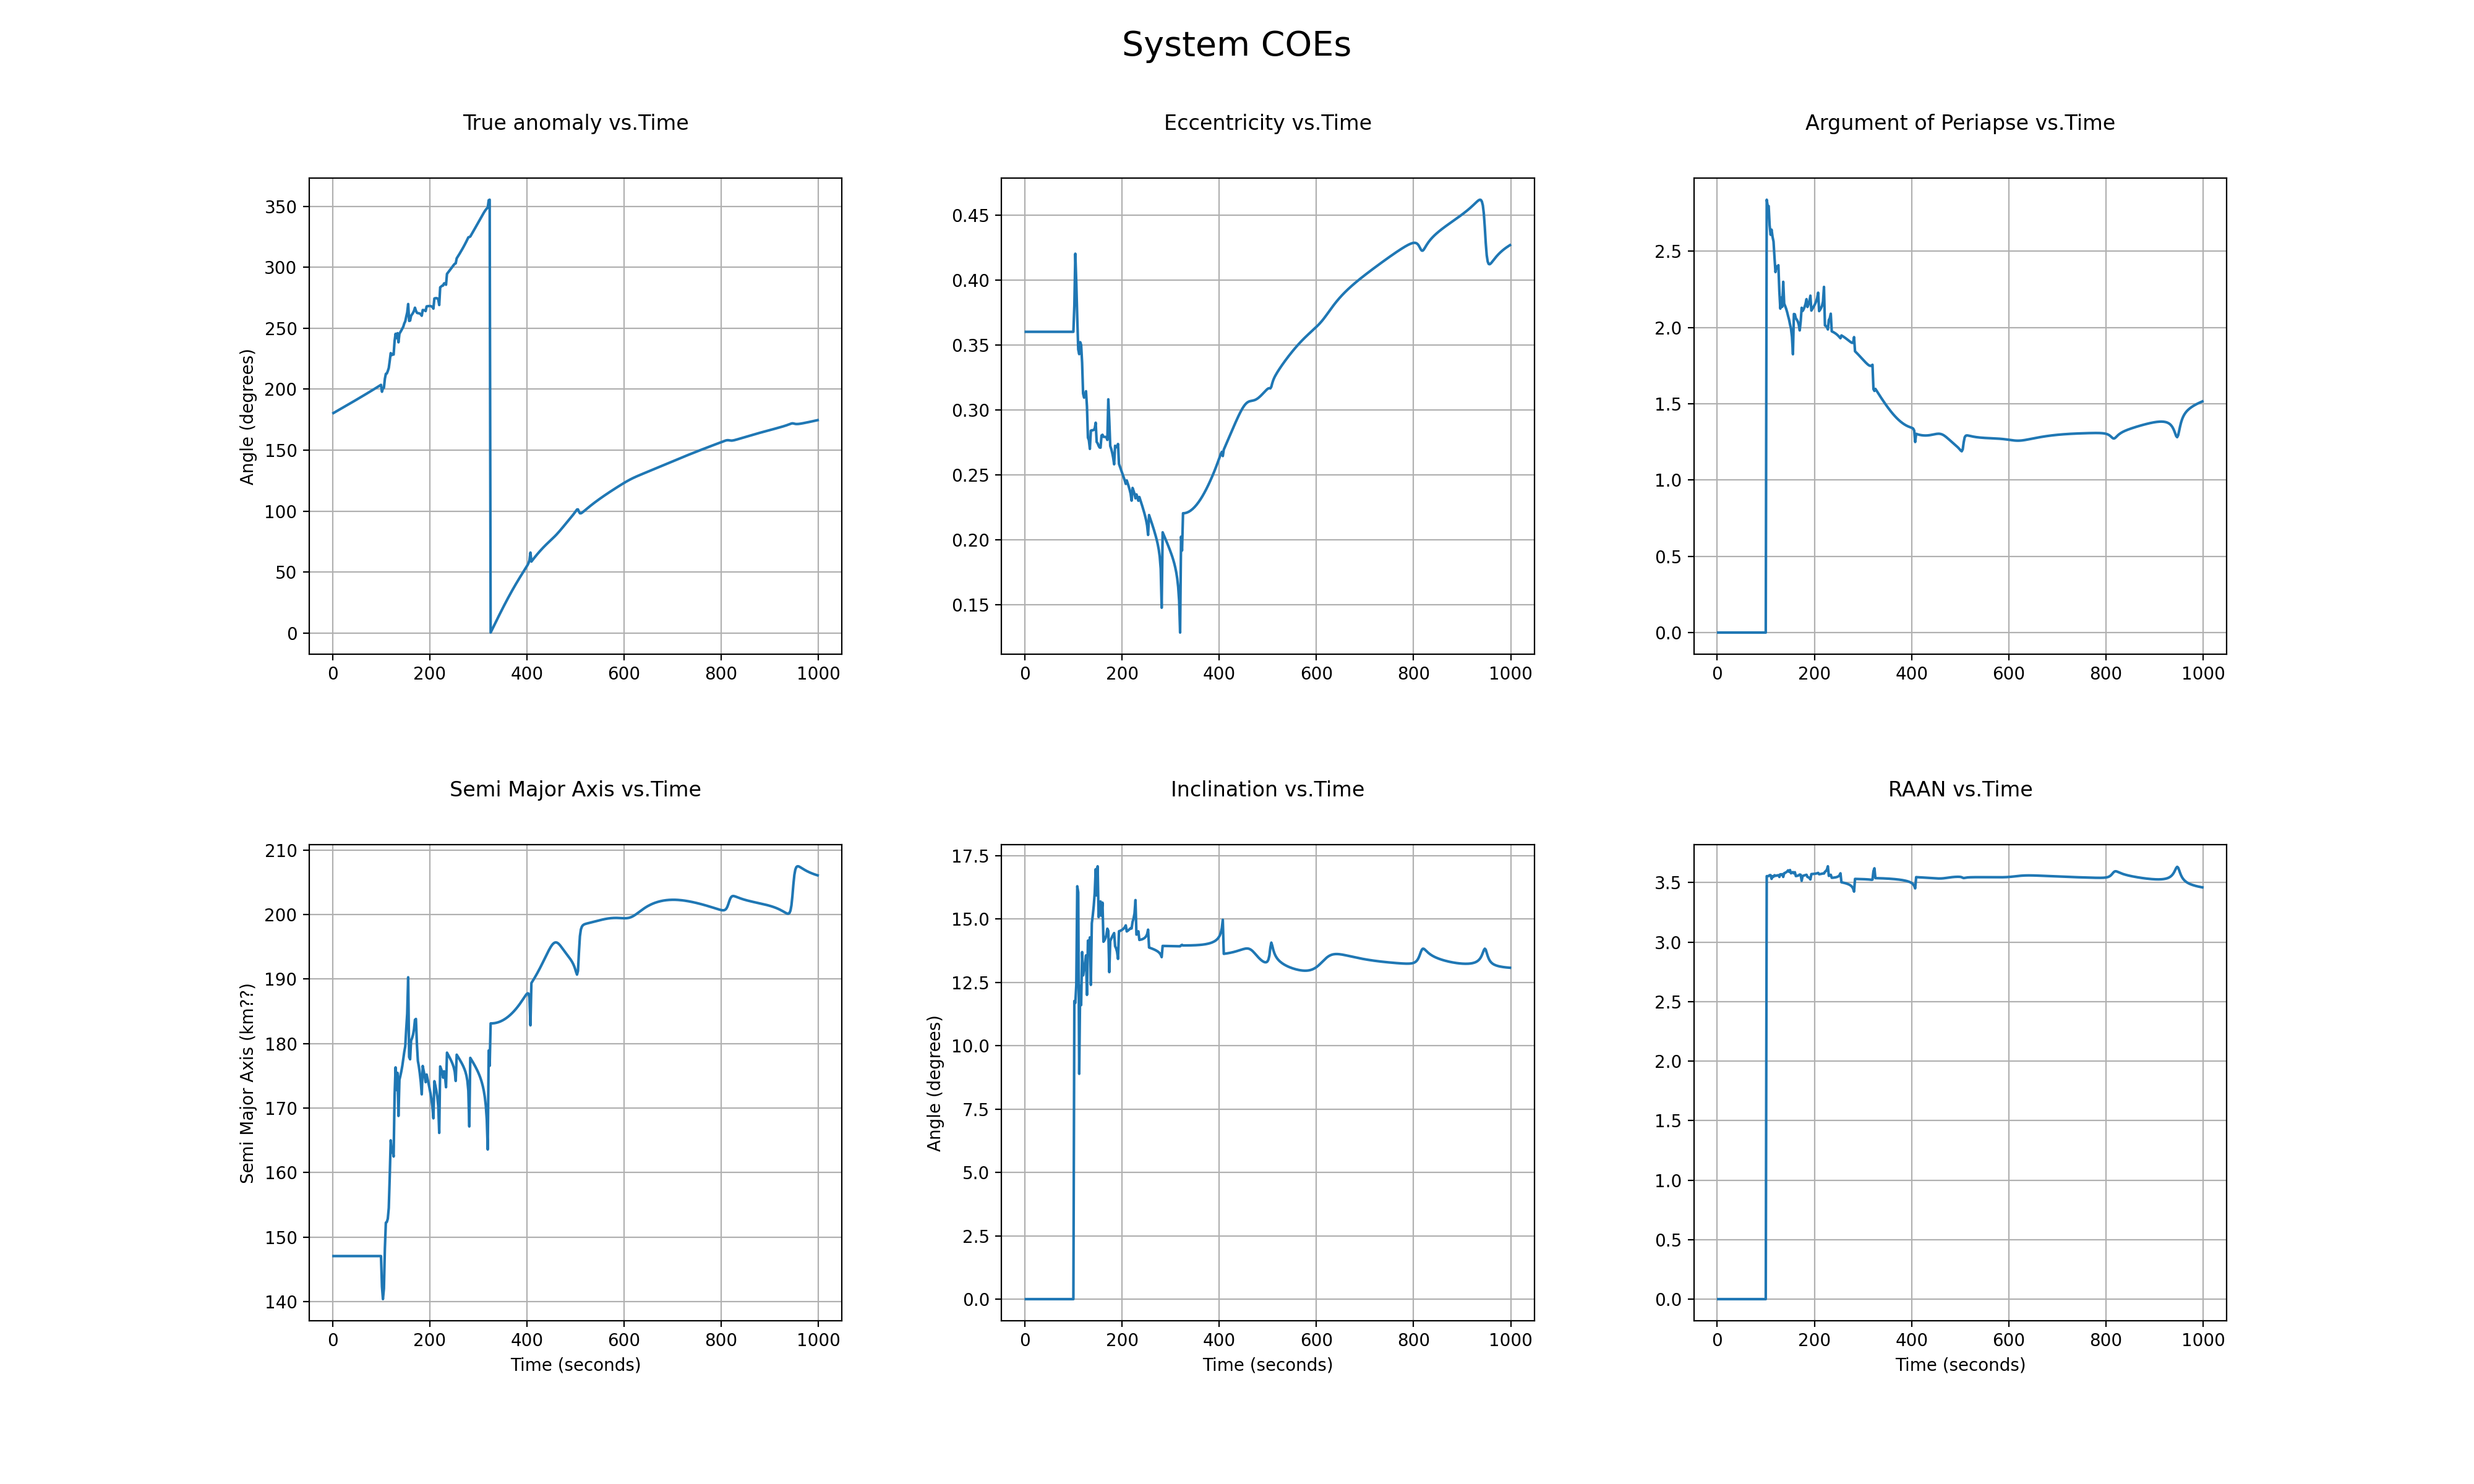 System COEs
True anomaly vs.Time
Eccentricity vs.Time
Argument of Periapse vs.Time
Angle (degrees)
350
300
250
200
150
100
50
0
0 200 400 600 800 1000
0.45
0.40
0.35
0.30
0.25
0.20
0.15
0 200 400 600 800 1000
2.5
2.0
1.5
1.0
0.5
0.0
0 200 400 600 800 1000
Semi Major Axis vs.Time
Inclination vs.Time
RAAN vs.Time
Semi Major Axis (km??)
210
200
190
180
170
160
150
140
0 200 400 600 800 1000
Time (seconds)
Angle (degrees)
17.5
15.0
12.5
10.0
7.5
5.0
2.5
0.0
0 200 400 600 800 1000
Time (seconds)
3.5
3.0
2.5
2.0
1.5
1.0
0.5
0.0
0 200 400 600 800 1000
Time (seconds)